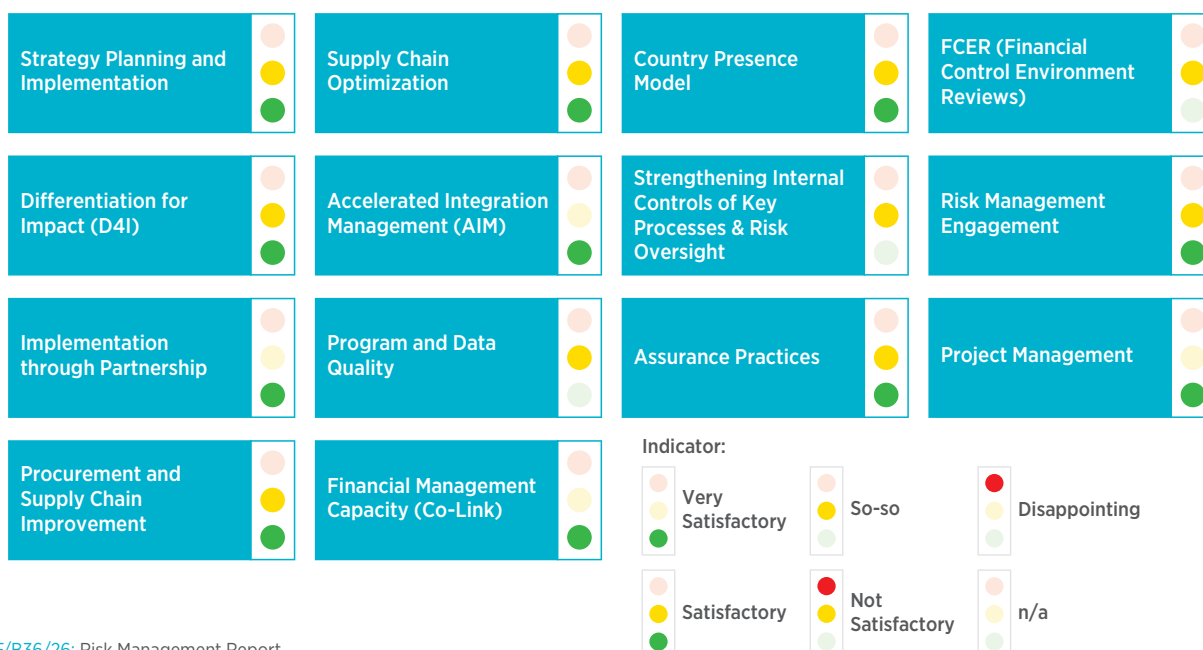 Strategy Planning and
Implementation
Supply Chain
Optimization
Country Presence
Model
FCER (Financial
Control Environment
Reviews)
Differentiation for
Impact (D4I)
Accelerated Integration
Management (AIM)
Strengthening Internal
Controls of Key
Processes & Risk
Oversight
Risk Management
Engagement
Implementation
through Partnership
Program and Data
Quality
Assurance Practices
Project Management
Procurement and
Supply Chain
Improvement
Financial Management
Capacity (Co-Link)
Indicator:
Very
Satisfactory
So-so
Disappointing
Satisfactory
Not
Satisfactory
n/a
/B36/26: Risk Management Report